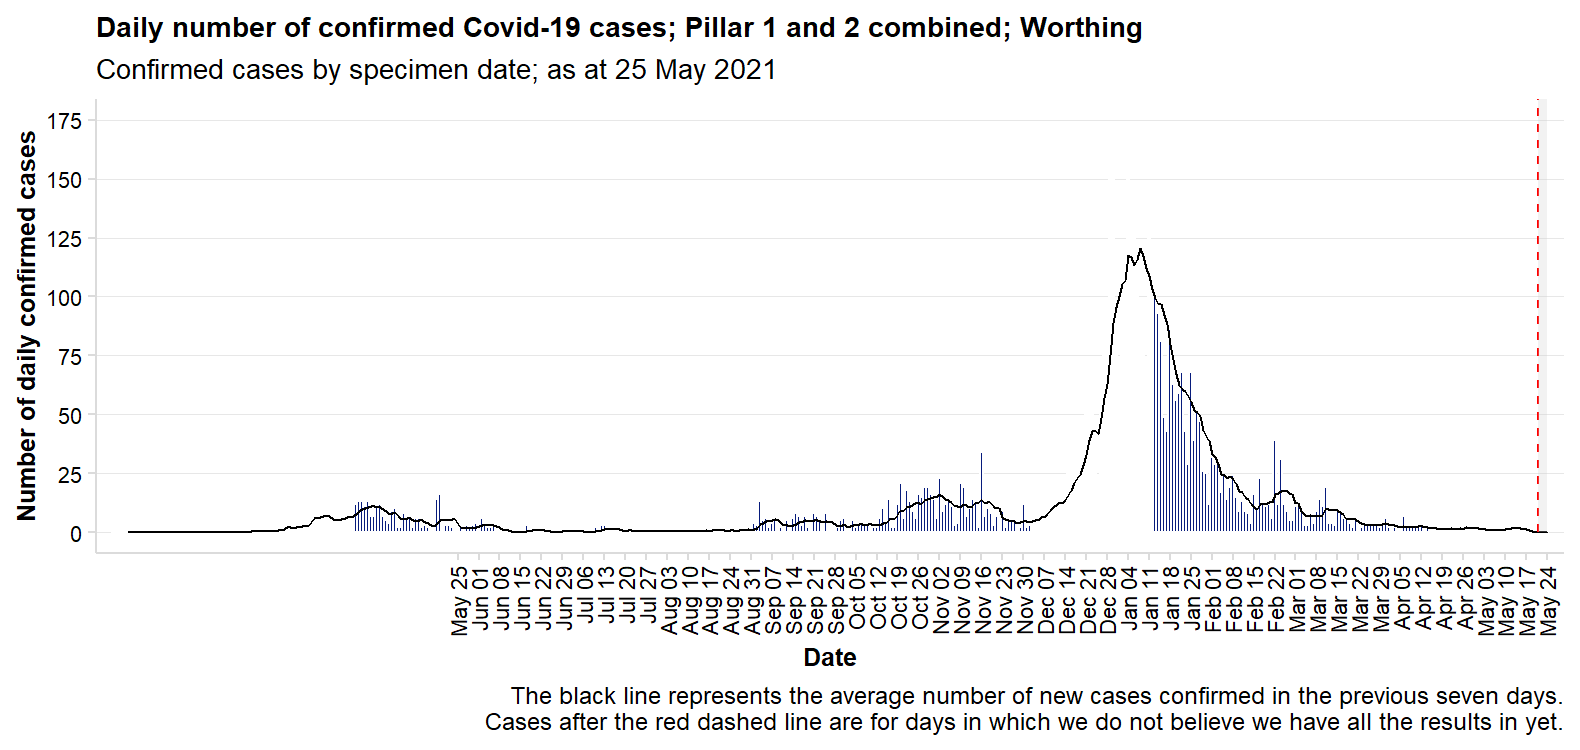 Daily number of confirmed Covid-19 cases; Pillar 1 and 2 combined; Worthing
Confirmed cases by specimen date; as at 25 May 2021
Number of daily confirmed cases
175
150
125
100
75
50
25
0
May 25
Jun 01
Jun 08
Jun 15
Jun 22
Jun 29
Jul 06
Jul 13
Jul 20
Jul 27
Aug 03
Aug 10
Aug 17
Aug 24
Aug 31
Sep 07
Sep 14
Sep 21
Sep 28
Oct 05
Oct 12
Oct 19
Oct 26
Nov 02
Nov 09
Nov 16
Nov 23
Nov 30
Dec 07
Dec 14
Dec 21
Dec 28
Jan 04
Jan 11
Jan 18
Jan 25
Feb 01
Feb 08
Feb 15
Feb 22
Mar 01
Mar 08
Mar 15
Mar 22
Mar 29
Apr 05
Apr 12
Apr 19
Apr 26
May 03
May 10
May 17
May 24
Date
The black line represents the average number of new cases confirmed in the previous seven days.
Cases after the red dashed line are for days in which we do not believe we have all the results in yet.